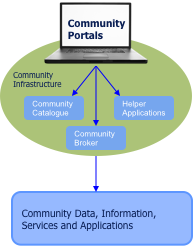 Community
Portals
Community
Infrastructure
Community
Catalogue
Helper
Applications
Community
Broker
Community Data, Information,
Services and Applications